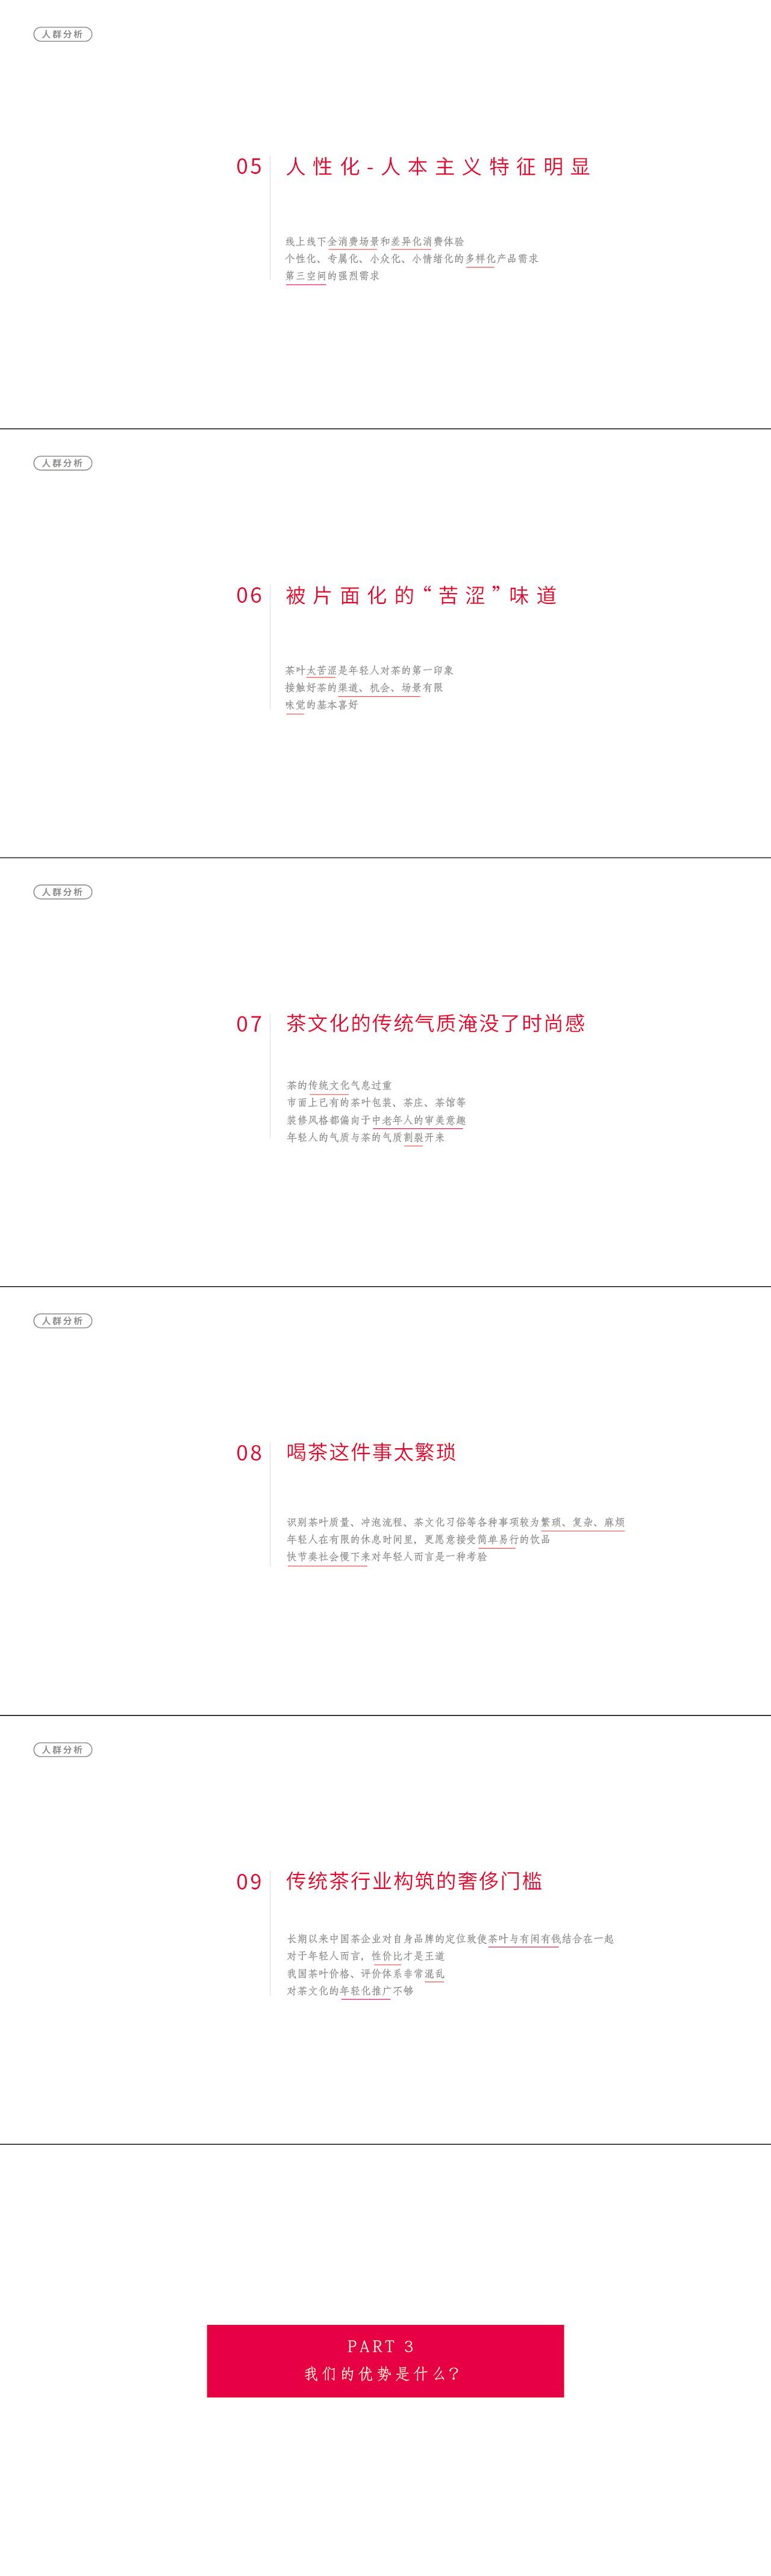 人群分析
05 人性化-人本主义特征明显
线上线下全消费场景和差异化消费体验
个性化、专属化、小众化、小情绪化的多样化产品需求
第三空间的强烈需求
人群分析
06 被片面化的“苦涩”味道
茶叶太苦涩是年轻人对茶的第一印象
接触好茶的渠道、机会、场景有限
味觉的基本喜好
人群分析
07 茶文化的传统气质淹没了时尚感
茶的传统文化气息过重
市面上已有的茶叶包装、茶庄、茶馆等
装修风格都偏向于中老年人的审美意趣
年轻人的气质与茶的气质割裂开来
人群分析
08 喝茶这件事太繁琐
识别茶叶质量、冲泡流程、茶文化习俗等各种事项较为繁琐、复杂、麻烦
年轻人在有限的休息时间里，更愿意接受简单易行的饮品
快节奏社会慢下来对年轻人而言是一种考验
人群分析
09 传统茶行业构筑的奢侈门槛
长期以来中国茶企业对自身品牌的定位致使茶叶与有闲有钱结合在一起
对于年轻人而言，性价比才是王道
我国茶叶价格、评价体系非常混乱
对茶文化的年轻化推广不够
PART 3
我们的优势是什么？